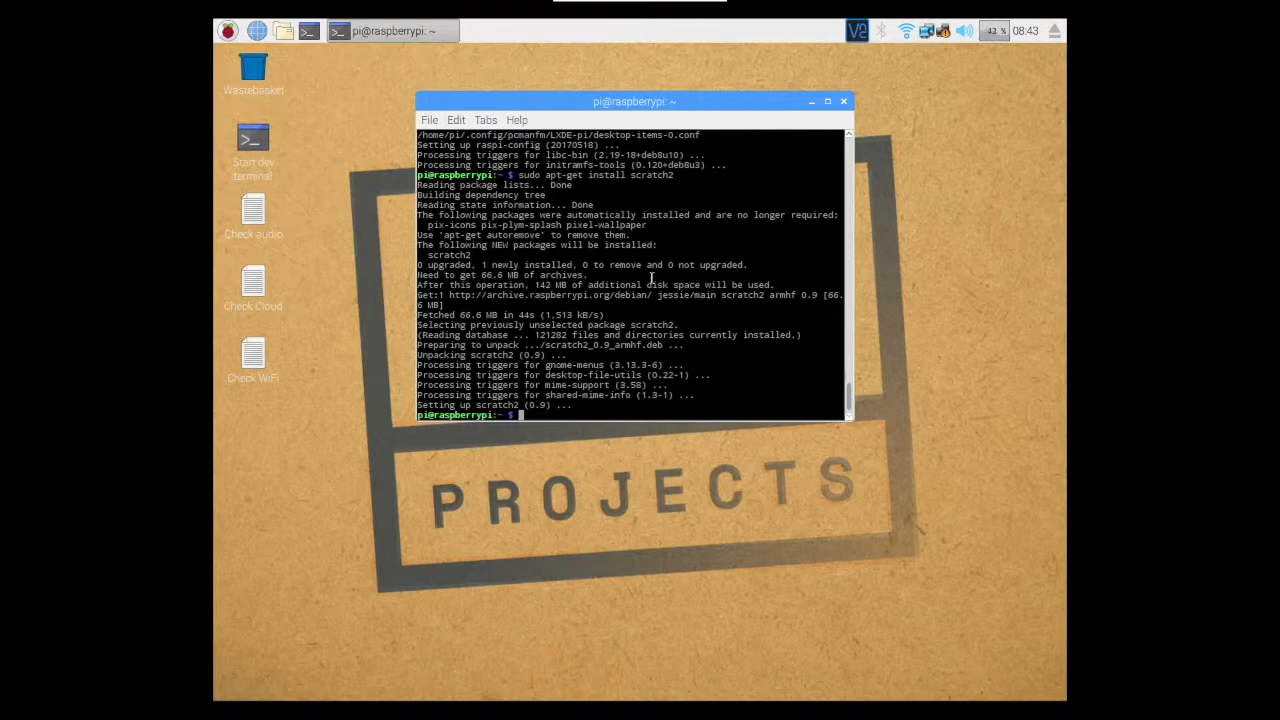 pi@raspberrypi: ~
V2
43 %
08:43
Wastebasket
Start dev
terminal
Check audio
Check Cloud
Check WiFi
pi@raspberrypi: ~
File Edit Tabs Help
/home/pi/.config/pcmanfm/LXDE-pi/desktop-items-0.conf
Setting up raspi-config (20170518) ...
Processing triggers for libc-bin (2.19-18+deb8u10) ...
Processing triggers for initramfs-tools (0.120+deb8u3) ...
pi@raspberrypi:~ $ sudo apt-get install scratch2
Reading package lists... Done
Building dependency tree
Reading state information... Done
The following packages were automatically installed and are no longer required:
pix-icons pix-plym-splash pixel-wallpaper
Use 'apt-get autoremove' to remove them.
The following NEW packages will be installed:
scratch2
0 upgraded, 1 newly installed, 0 to remove and 0 not upgraded.
Need to get 66.6 MB of archives.
After this operation, 142 MB of additional disk space will be used.
Get:1 http://archive.raspberrypi.org/debian/ jessie/main scratch2 armhf 0.9 [66.
6 MB]
Fetched 66.6 MB in 44s (1,513 kB/s)
Selecting previously unselected package scratch2.
(Reading database ... 121282 files and directories currently installed.)
Preparing to unpack .../scratch2_0.9_armhf.deb ...
Unpacking scratch2 (0.9) ...
Processing triggers for gnome-menus (3.13.3-6) ...
Processing triggers for desktop-file-utils (0.22-1) ...
Processing triggers for mime-support (3.58) ...
Processing triggers for shared-mime-info (1.3-1) ...
Setting up scratch2 (0.9) ...
pi@raspberrypi:~ $
PROJECTS